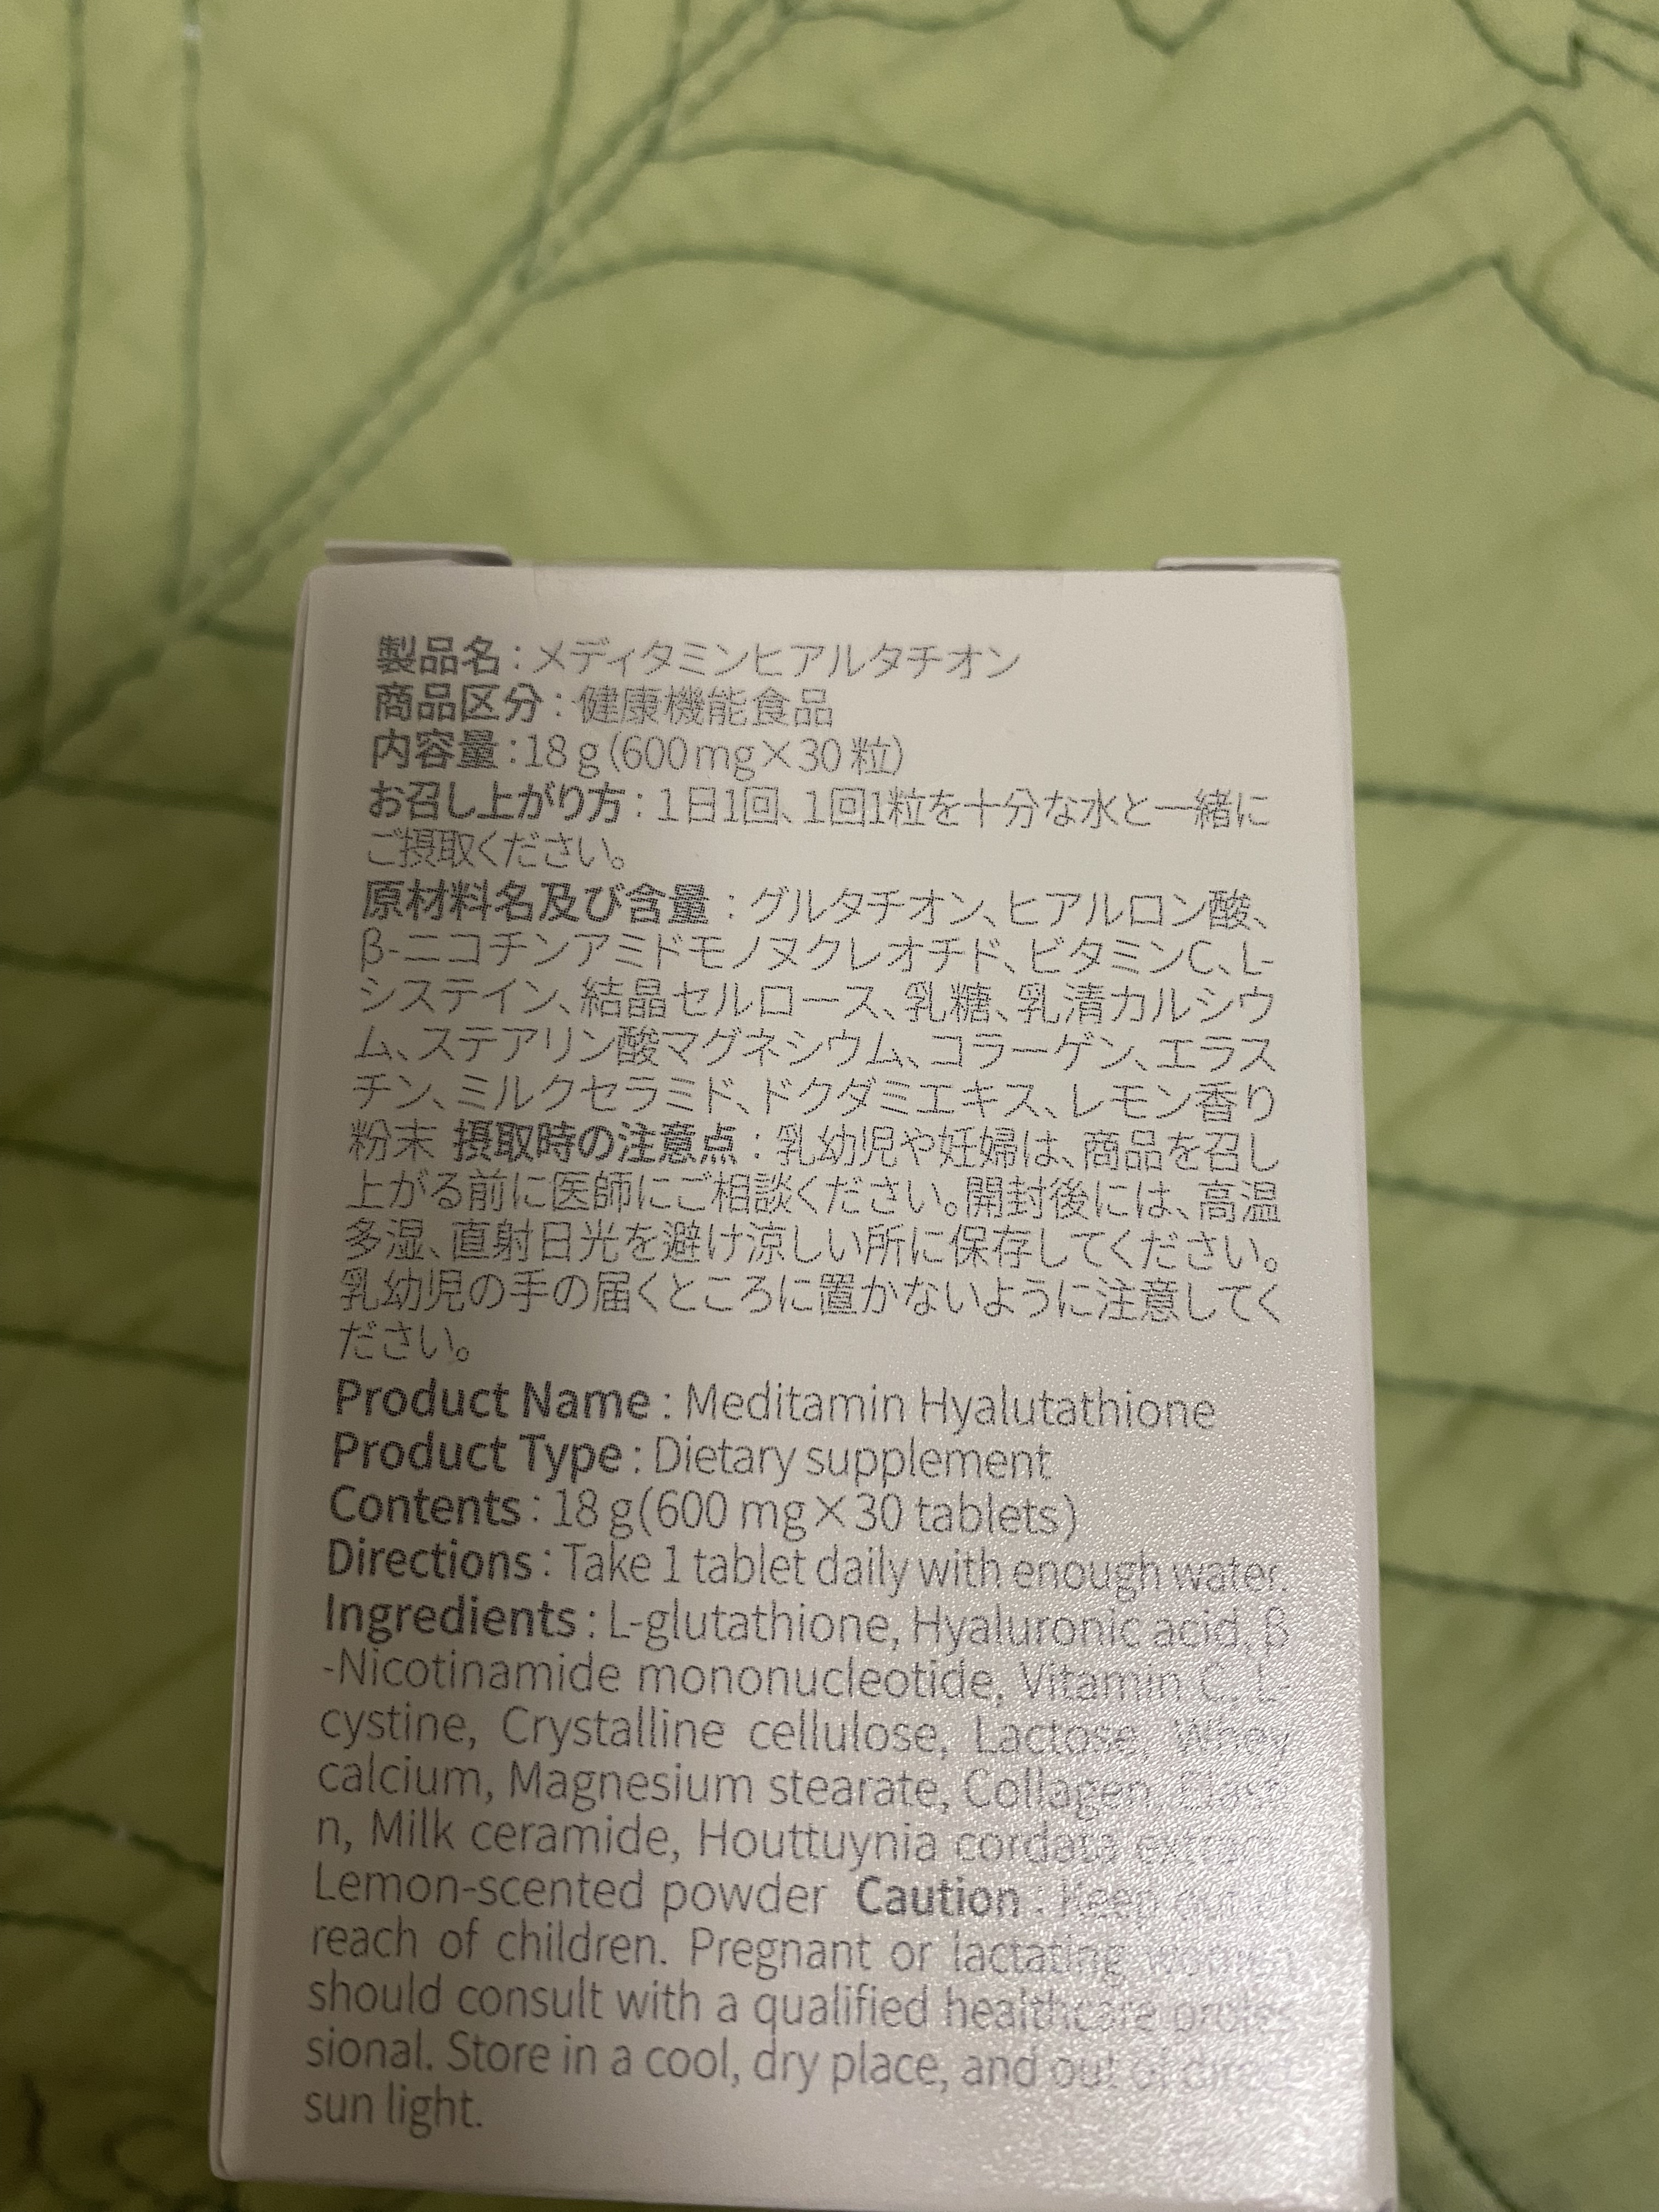 製品名 : メディタミンヒアルタチオン
商品区分 : 健康機能食品
内容量 : 18 g (600mg×30粒)
お召し上がり方 : 1日1回、1回1粒を十分な水と一緒に
ご摂取ください。
原材料名及び含量 : グルタチオン、ヒアルロン酸、
β-ニコチンアミドモノヌクレオチド、ビタミンC、L-
システイン、結晶セルロース、乳糖、乳清カルシウ
ム、ステアリン酸マグネシウム、コラーゲン、エラス
チン、ミルクセラミド、ドクダミエキス、レモン香り
粉末 摂取時の注意点 : 乳幼児や妊婦は、商品を召し
上がる前に医師にご相談ください。開封後には、高温
多湿、直射日光を避け涼しい所に保存してください。
乳幼児の手の届くところに置かないように注意してく
ださい。
Product Name : Meditamin Hyalutathione
Product Type : Dietary supplement
Contents : 18 g(600 mg×30 tablets)
Directions : Take 1 tablet daily with enough water.
Ingredients : L-glutathione, Hyaluronic acid, β
-Nicotinamide mononucleotide, Vitamin C, L-
cystine, Crystalline cellulose, Lactose, Whey
calcium, Magnesium stearate, Collagen, Elasti
n, Milk ceramide, Houttuynia cordata extract,
Lemon-scented powder Caution : Keep out of
reach of children. Pregnant or lactating women
should consult with a qualified healthcare profes
sional. Store in a cool, dry place, and out of direct
sun light.